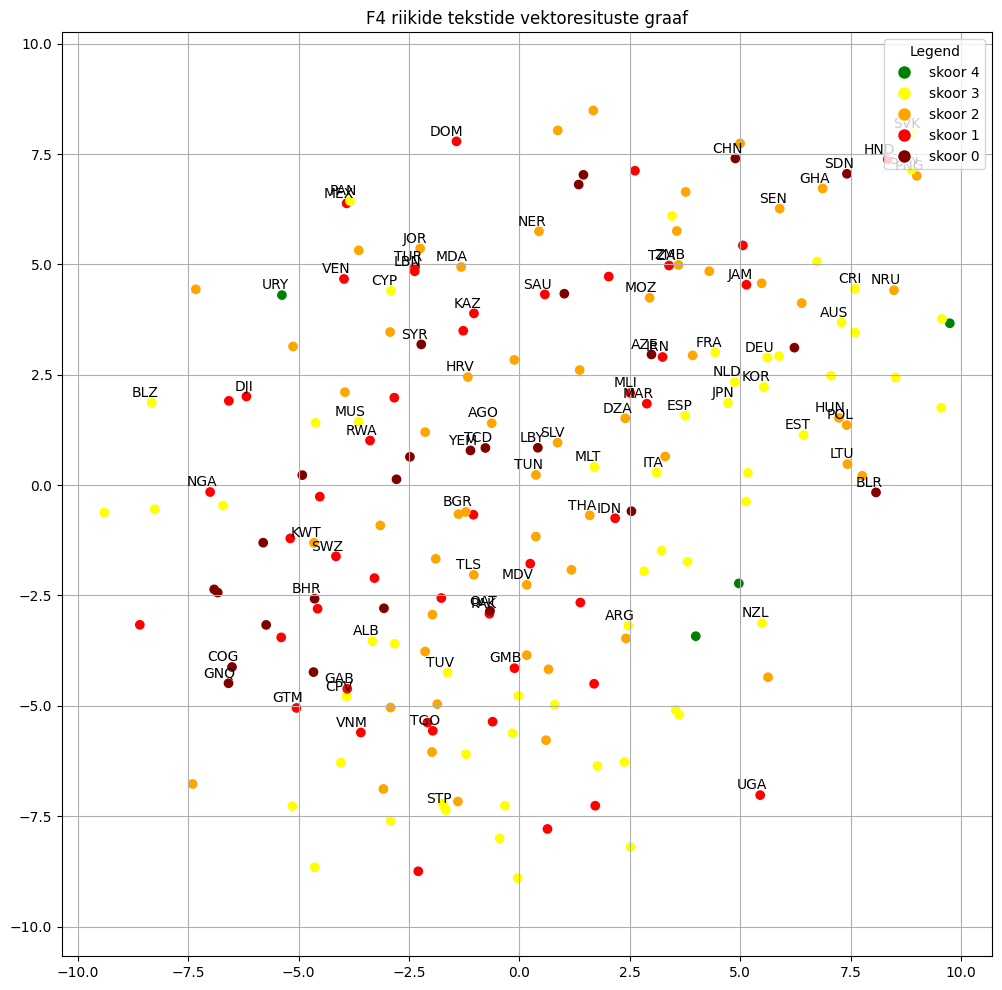 F4 riikide tekstide vektoresituste graaf
10.0
7.5
5.0
2.5
0.0
−2.5
−5.0
−7.5
−10.0
−10.0
−7.5
−5.0
−2.5
0.0
2.5
5.0
7.5
10.0
Legend
skoor 4
skoor 3
skoor 2
skoor 1
skoor 0
SVK
DOM
CHN
HND
SDN
PNG
GHA
PAN
MEX
SEN
NER
JOR
TUR
LBN
MDA
TZA
ZMB
VEN
URY
CYP
SAU
MOZ
JAM
CRI
NRU
KAZ
AUS
SYR
AZE
IRN
FRA
DEU
HRV
MLI
NLD
KOR
BLZ
DJI
MAR
JPN
MUS
AGO
DZA
ESP
HUN
POL
RWA
YEM
TCD
LBY
SLV
EST
TUN
MLT
ITA
LTU
NGA
BLR
BGR
THA
IDN
KWT
SWZ
TLS
MDV
BHR
QAT
PAK
ARG
NZL
ALB
COG
TUV
GMB
GNQ
GAB
CPV
GTM
VNM
TGO
STP
UGA